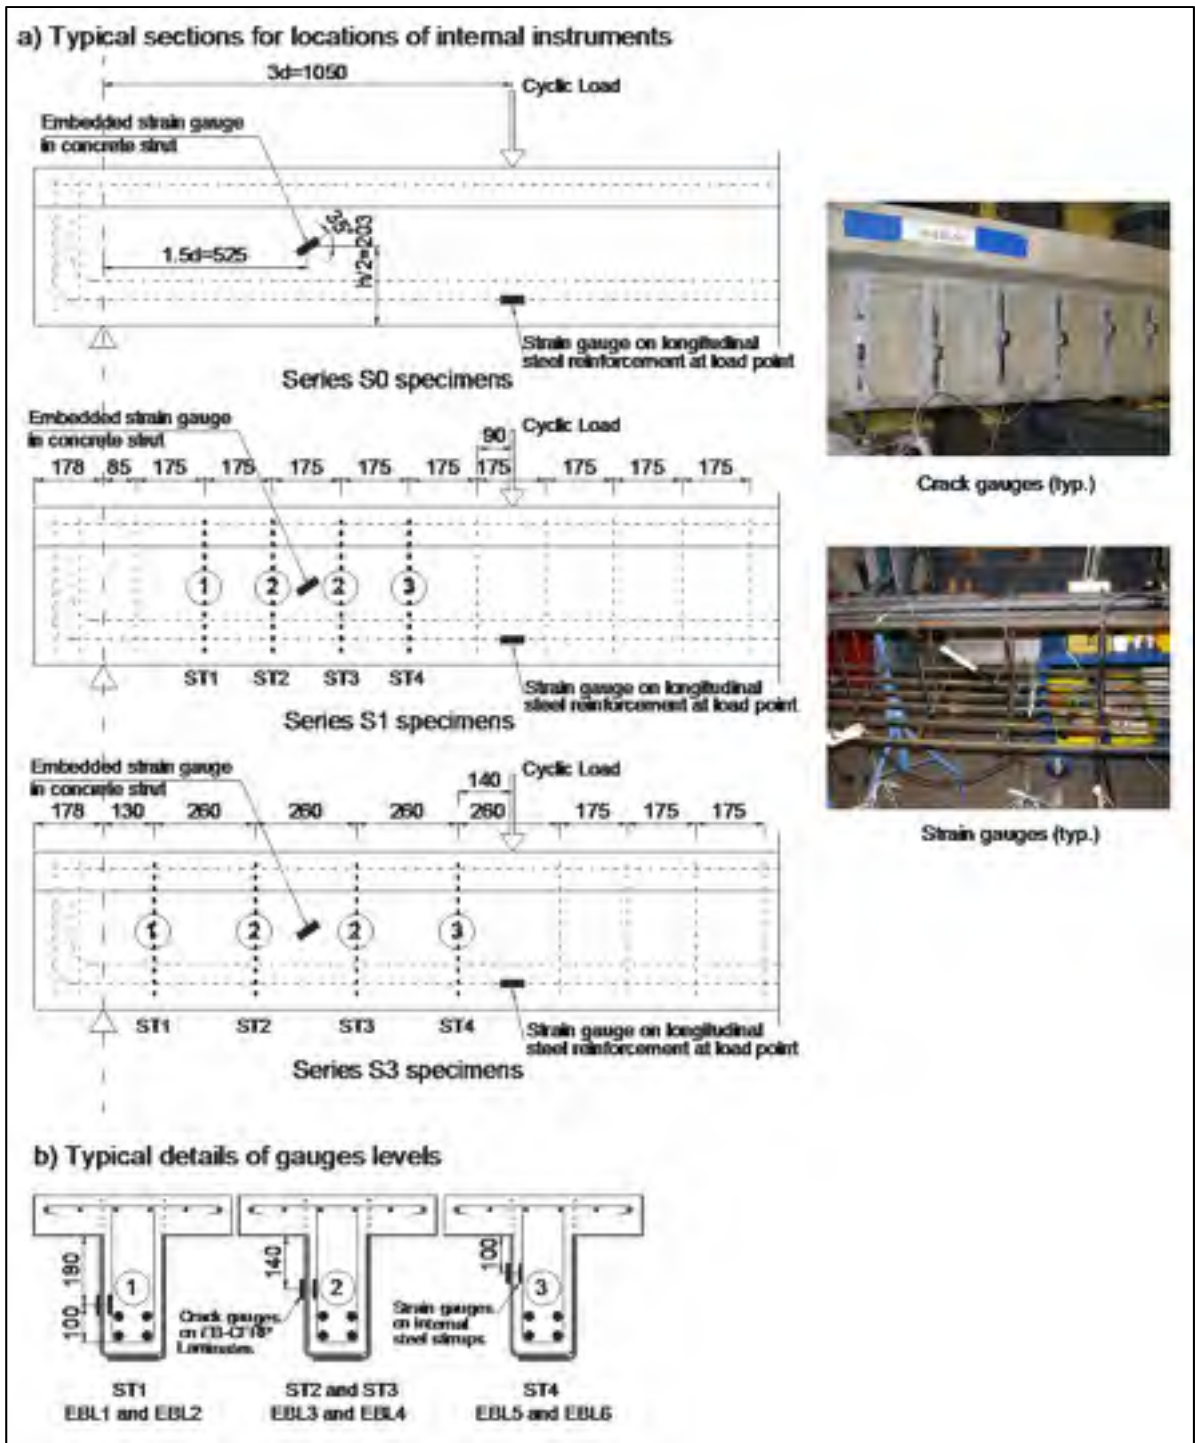 a) Typical sections for locations of internal instruments
3d=1050
Cyclic Load
Embedded strain gauge
in concrete strut
35°
1.5d=525
h/2=203
Strain gauge on longitudinal
steel reinforcement at load point
Series S0 specimens
Embedded strain gauge
in concrete strut
Cyclic Load
90
178 85 175 175 175 175 175 175 175 175 175
1 2 2 3
ST1 ST2 ST3 ST4
Strain gauge on longitudinal
steel reinforcement at load point
Series S1 specimens
Embedded strain gauge
in concrete strut
Cyclic Load
140
178 130 260 260 260 260 175 175 175
1 2 2 3
ST1 ST2 ST3 ST4
Strain gauge on longitudinal
steel reinforcement at load point
Series S3 specimens
Crack gauges (typ.)
Strain gauges (typ.)
b) Typical details of gauges levels
190
100
1
140
2
Crack gauges
on
Laminates
100
3
Strain gauges
on internal
steel stirrups
ST1
EBL1 and EBL2
ST2 and ST3
EBL3 and EBL4
ST4
EBL5 and EBL6